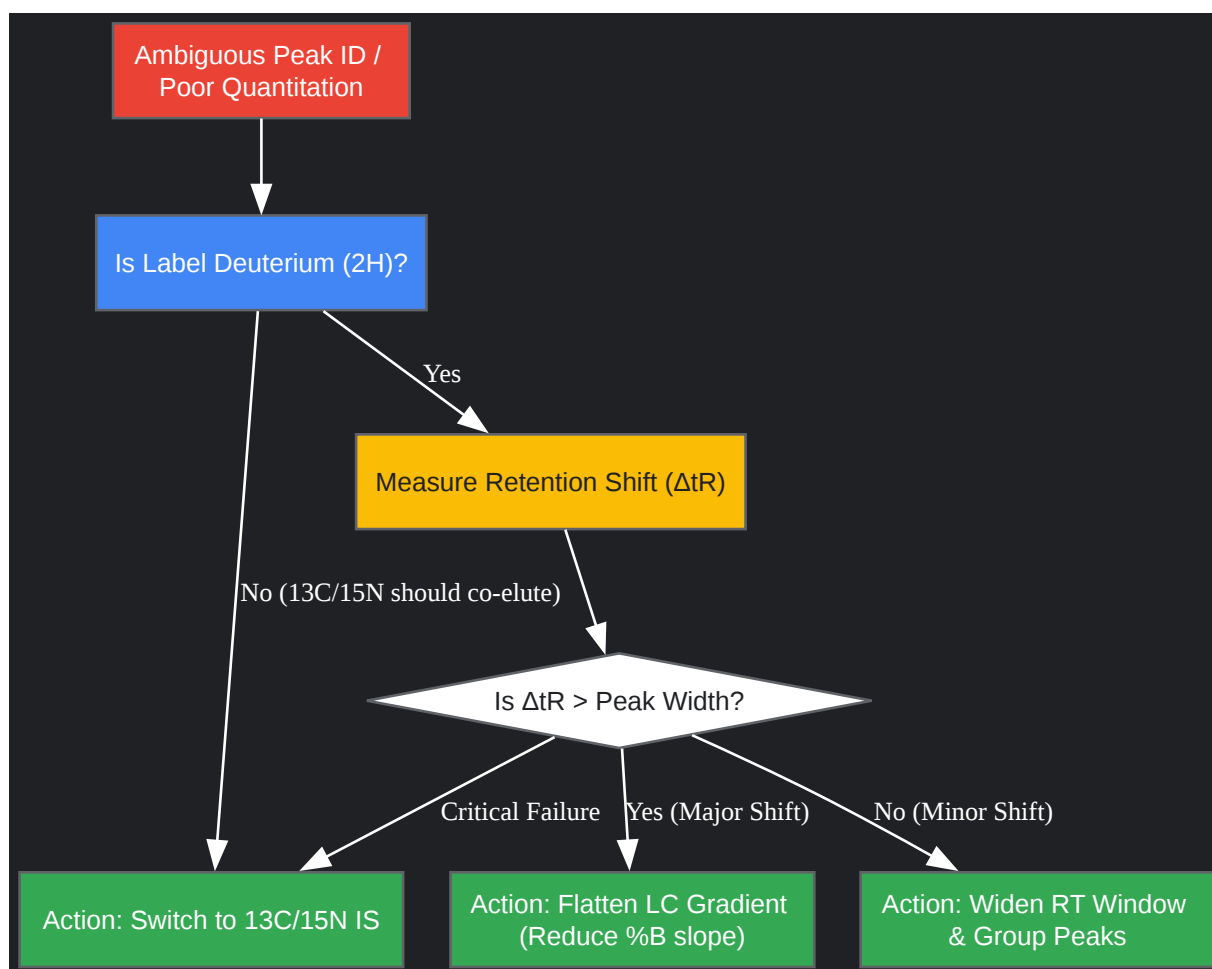 Ambiguous Peak ID /
Poor Quantitation
Is Label Deuterium (2H)?
Yes
Measure Retention Shift (ΔtR)
No (13C/15N should co-elute)
Is ΔtR > Peak Width?
Critical Failure
Yes (Major Shift)
No (Minor Shift)
Action: Switch to 13C/15N IS
Action: Flatten LC Gradient
(Reduce %B slope)
Action: Widen RT Window
& Group Peaks